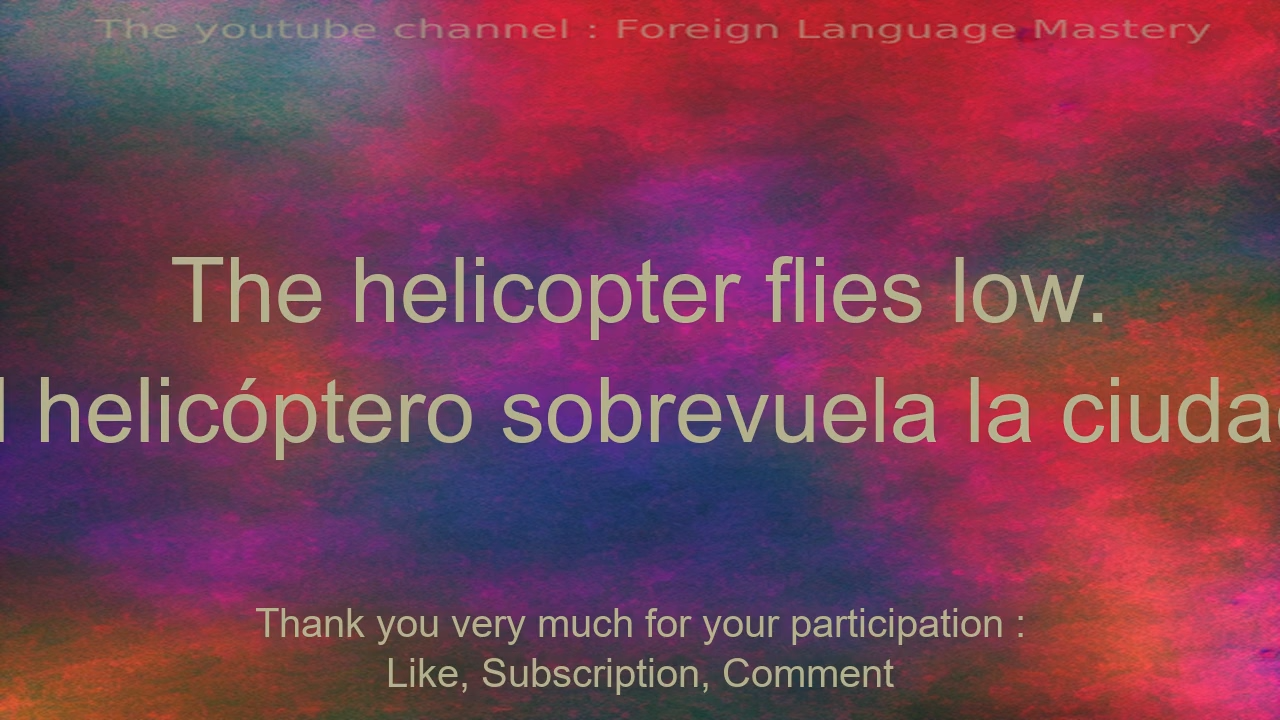 The youtube channel : Foreign Language Mastery
The helicopter flies low.
l helicóptero sobrevuela la ciuda
Thank you very much for your participation :
Like, Subscription, Comment